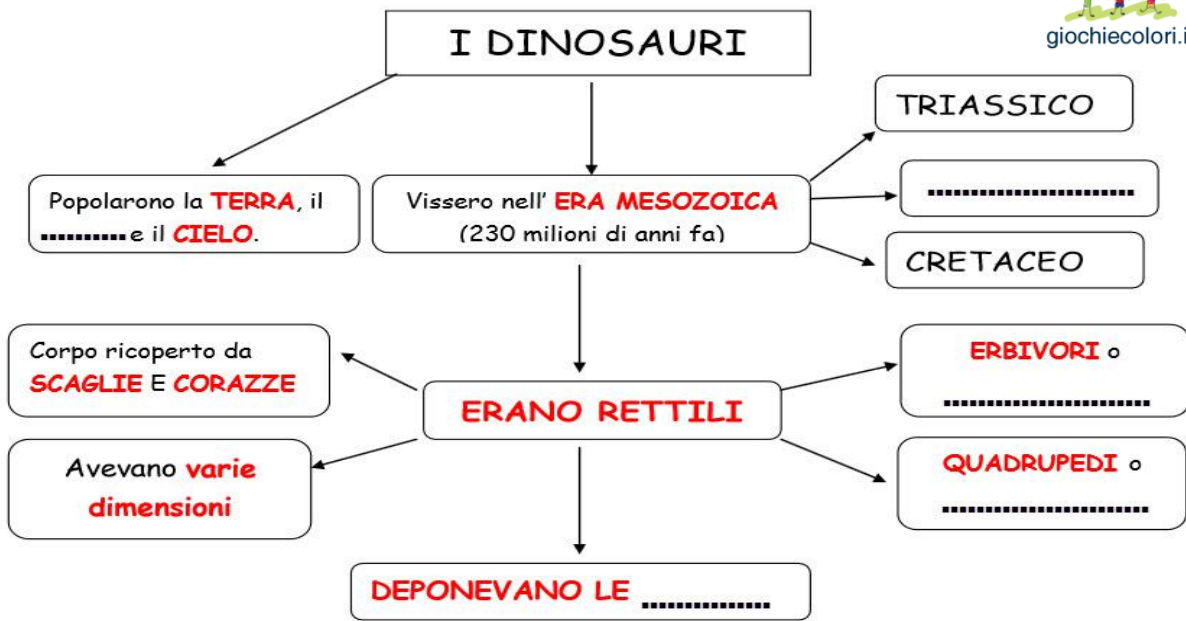 I DINOSAURI
giochiecolori.i
TRIASSICO
Popolarono la TERRA, il
.......... e il CIELO.
Vissero nell' ERA MESOZOICA
(230 milioni di anni fa)
........................
CRETACEO
Corpo ricoperto da
SCAGLIE E CORAZZE
ERBIVORI o
........................
ERANO RETTILI
Avevano varie
dimensioni
QUADRUPEDI o
........................
DEPONEVANO LE ...............